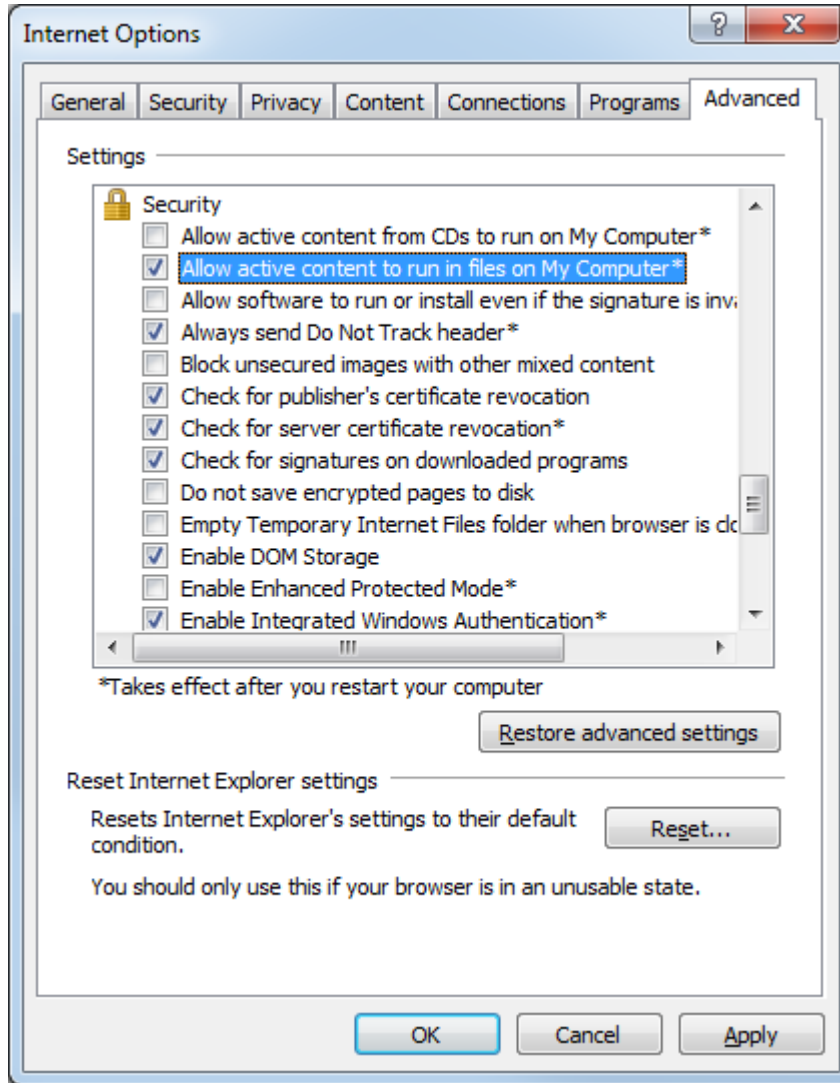 Internet Options
General Security Privacy Content Connections Programs Advanced
Settings
Security
Allow active content from CDs to run on My Computer*
Allow active content to run in files on My Computer*
Allow software to run or install even if the signature is
Always send Do Not Track header*
Block unsecured images with other mixed content
Check for publisher's certificate revocation
Check for server certificate revocation*
Check for signatures on downloaded programs
Do not save encrypted pages to disk
Empty Temporary Internet Files folder when browser is
Enable DOM Storage
Enable Enhanced Protected Mode*
Enable Integrated Windows Authentication*
*Takes effect after you restart your computer
Restore advanced settings
Reset Internet Explorer settings
Resets Internet Explorer's settings to their default
condition.
Reset...
You should only use this if your browser is in an unusable state.
OK Cancel Apply